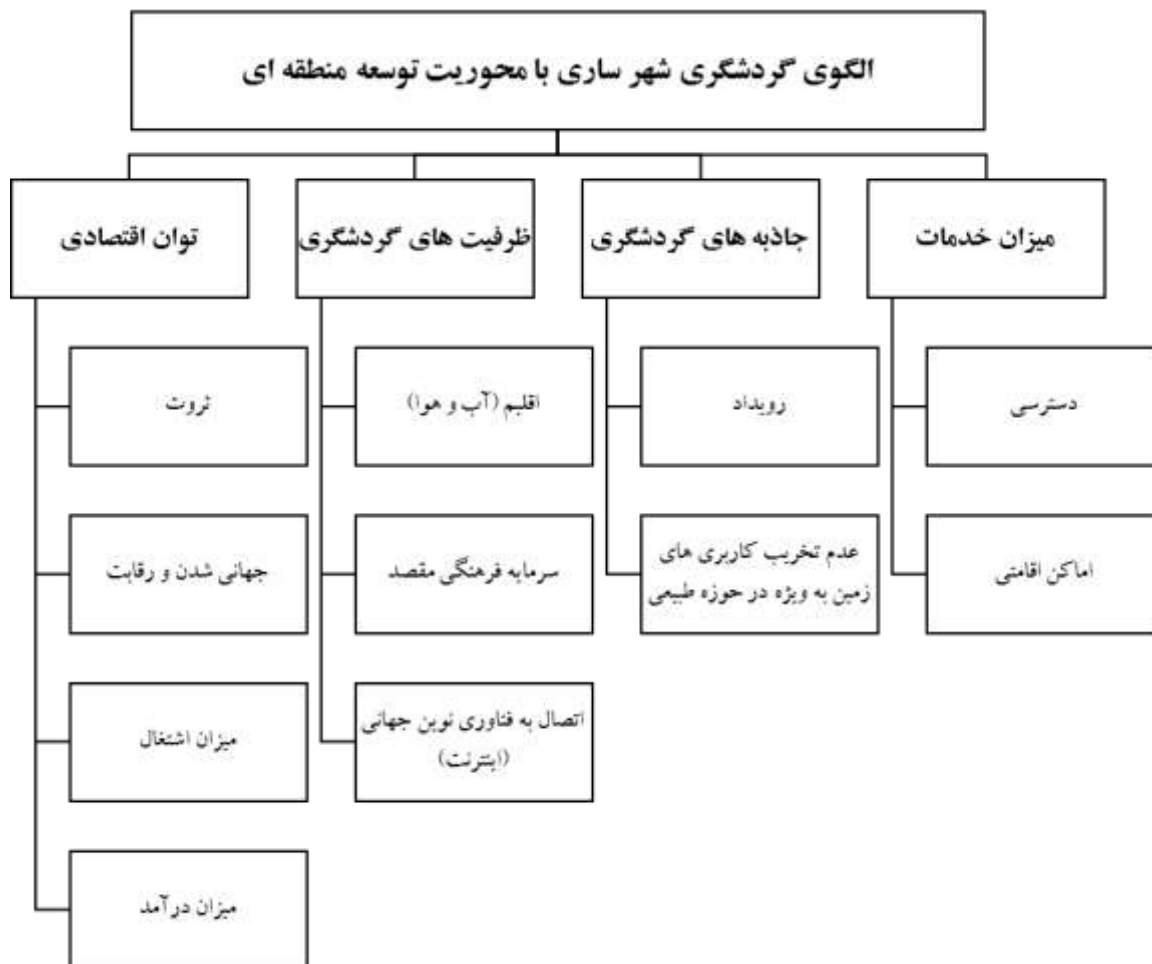 الگوی گردشگری شهر ساری با محوریت توسعه منطقه ای
میزان خدمات
جاذبه های گردشگری
ظرفیت های گردشگری
توان اقتصادی
دسترسی
رویداد
اقلیم (آب و هوا)
ثروت
اماکن اقامتی
عدم تخریب کاربری های
زمین به ویژه در حوزه طبیعی
سرمایه فرهنگی مقصد
جهانی شدن و رقابت
اتصال به فناوری نوین جهانی
(اینترنت)
میزان اشتغال
میزان درآمد